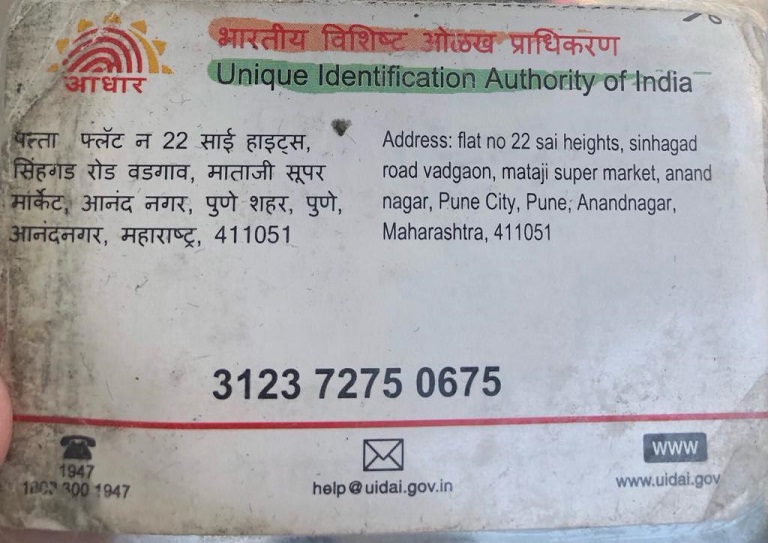 भारतीय विशिष्ट ओळख प्राधिकरण
Unique Identification Authority of India
आधार
पत्ता फ्लॅट न 22 साई हाइट्स,
सिंहगड रोड वडगाव, माताजी सूपर
मार्केट, आनंद नगर, पुणे शहर, पुणे,
आनंदनगर, महाराष्ट्र, 411051
Address: flat no 22 sai heights, sinhagad
road vadgaon, mataji super market, anand
nagar, Pune City, Pune, Anandnagar,
Maharashtra, 411051
3123 7275 0675
1947
300 1947
help@uidai.gov.in
www
www.uidai.gov